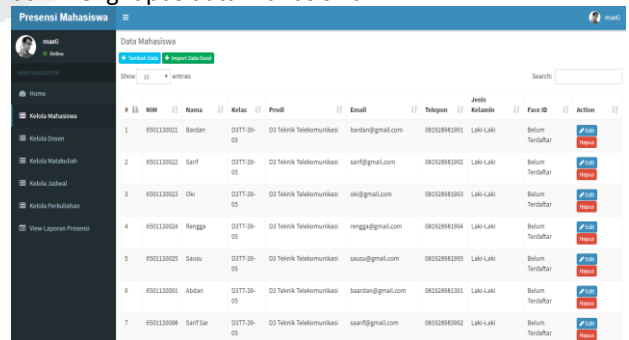 Presensi Mahasiswa
maxG
maxG
Online
MAIN NAVIGATION
Home
Kelola Mahasiswa
Kelola Dosen
Kelola Matakuliah
Kelola Jadwal
Kelola Perkuliahan
View Laporan Presensi
Data Mahasiswa
Tambah Data Import Data Excel
Show 10 entries Search:
# NIM Nama Kelas Prodi Email Telepon Jenis Kelamin Face ID Action
1 6501130021 Bardan D3TT-39-05 D3 Teknik Telekomunikasi bardan@gmail.com 081928981991 Laki-Laki Belum Terdaftar Edit Hapus
2 6501130022 Sarif D3TT-39-05 D3 Teknik Telekomunikasi sarif@gmail.com 081928981992 Laki-Laki Belum Terdaftar Edit Hapus
3 6501130023 Oki D3TT-39-05 D3 Teknik Telekomunikasi oki@gmail.com 081928981993 Laki-Laki Belum Terdaftar Edit Hapus
4 6501130024 Rengga D3TT-39-05 D3 Teknik Telekomunikasi rengga@gmail.com 081928981994 Laki-Laki Belum Terdaftar Edit Hapus
5 6501130025 Sausu D3TT-39-05 D3 Teknik Telekomunikasi sausu@gmail.com 081928981995 Laki-Laki Belum Terdaftar Edit Hapus
6 6501130091 Abdan D3TT-39-05 D3 Teknik Telekomunikasi baardan@gmail.com 081928981391 Laki-Laki Belum Terdaftar Edit Hapus
7 6501130098 Sarif Sar D3TT-39-05 D3 Teknik Telekomunikasi saarif@gmail.com 081928983992 Laki-Laki Belum Terdaftar Edit Hapus